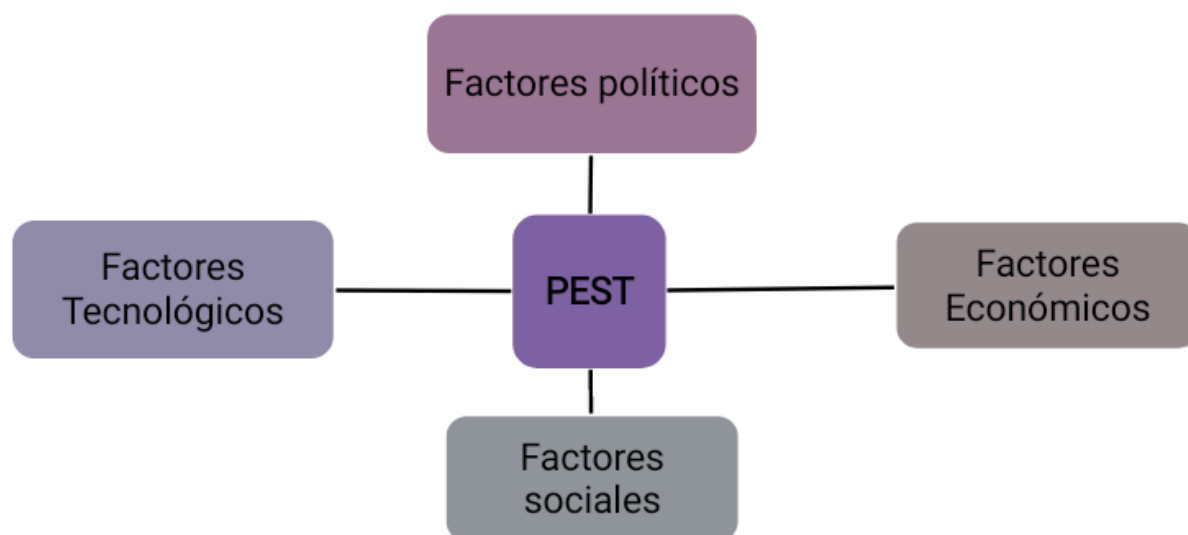 Factores políticos
Factores
Tecnológicos
PEST
Factores
Económicos
Factores
sociales